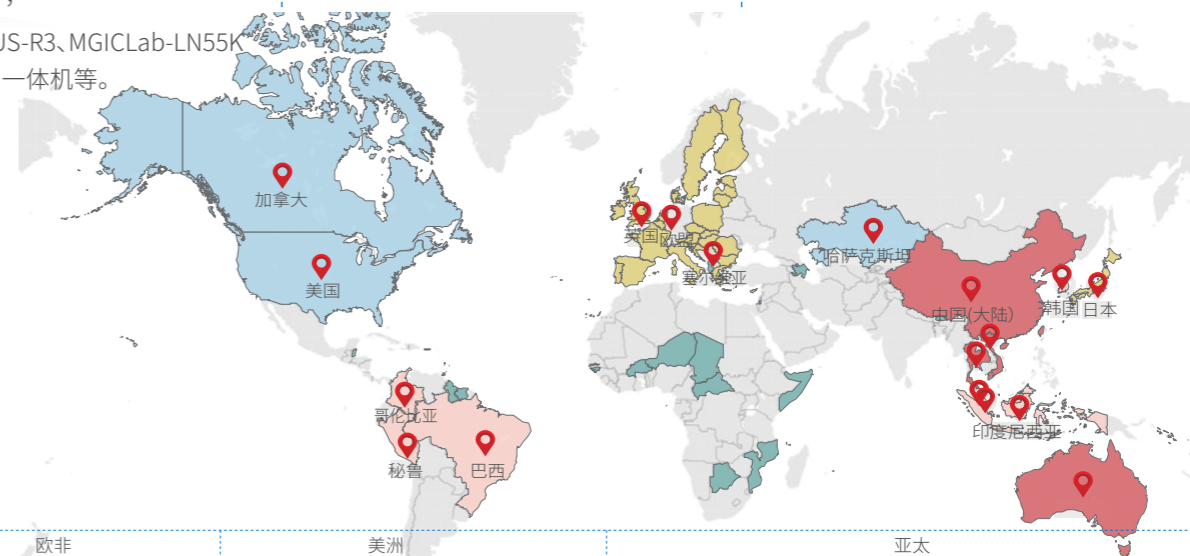 JS-R3、MGICLab-LN55K
一体机等。
加拿大
美国
哥伦比亚
秘鲁
巴西
英国
欧盟
塞尔维亚
哈萨克斯坦
中国(大陆)
韩国
日本
印度尼西亚
欧非
美洲
亚太